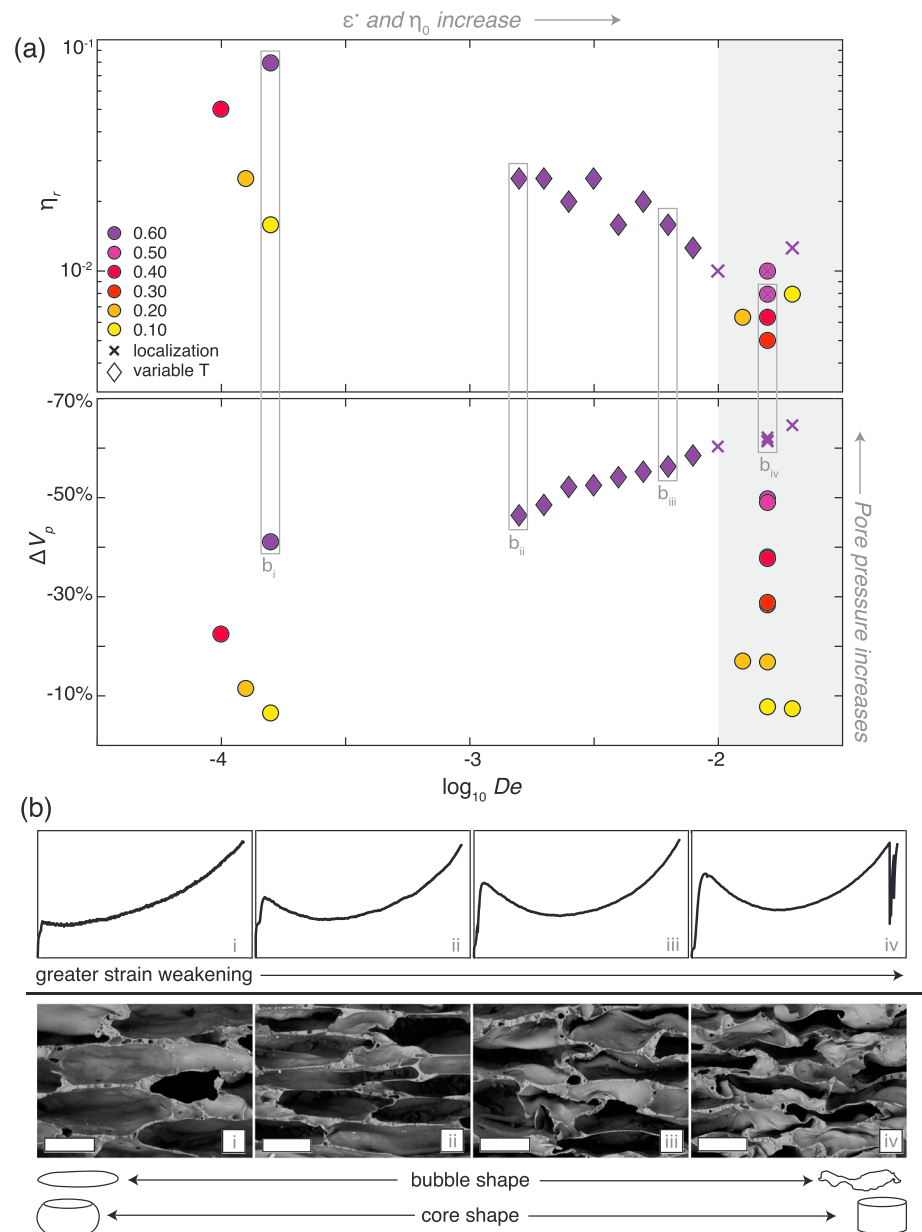 ε˙ and η0 increase
(a)
10-1
ηr
0.60
0.50
0.40
0.30
0.20
0.10
localization
variable T
10-2
-70%
-50%
-30%
-10%
ΔVp
bi
bii
biii
biv
Pore pressure increases
-4
-3
-2
log10 De
(b)
i
ii
iii
iv
greater strain weakening
i
ii
iii
iv
bubble shape
core shape